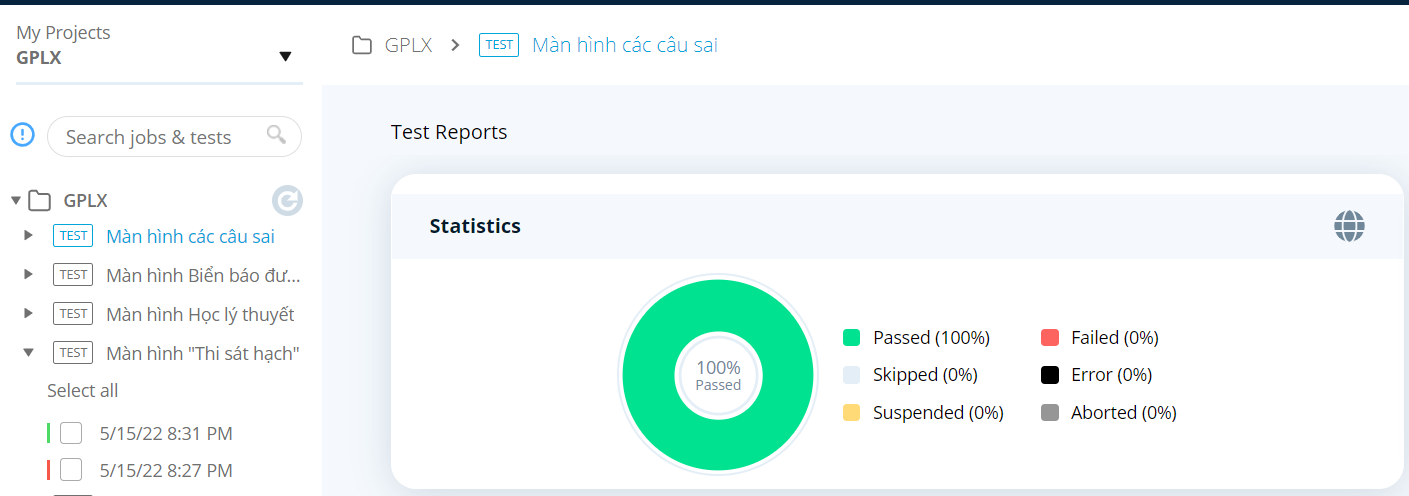 My Projects
GPLX
Search jobs & tests
GPLX
TEST Màn hình các câu sai
TEST Màn hình Biển báo đư...
TEST Màn hình Học lý thuyết
TEST Màn hình "Thi sát hạch"
Select all
5/15/22 8:31 PM
5/15/22 8:27 PM
GPLX > TEST Màn hình các câu sai
Test Reports
Statistics
100%
Passed
Passed (100%)
Failed (0%)
Skipped (0%)
Error (0%)
Suspended (0%)
Aborted (0%)